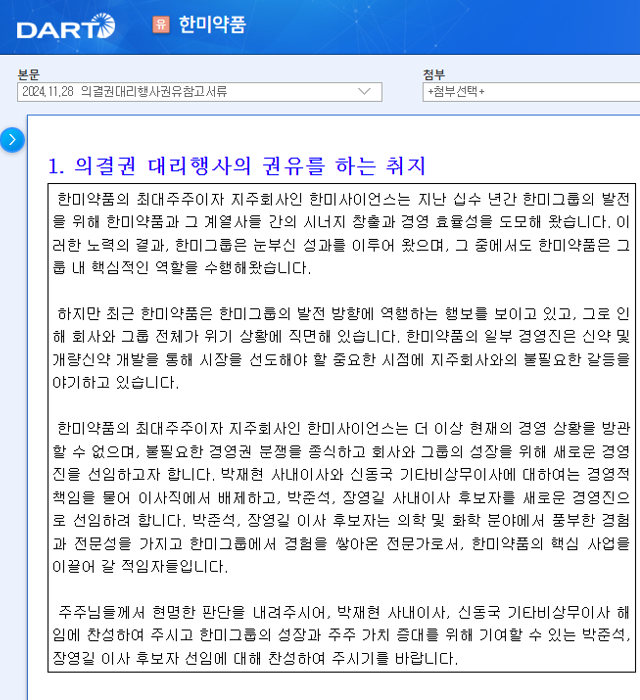 DART 유 한미약품
본문
2024.11.28 의결권대리행사권유참고서류
첨부
+첨부선택+
1. 의결권 대리행사의 권유를 하는 취지
한미약품의 최대주주이자 지주회사인 한미사이언스는 지난 십수 년간 한미그룹의 발전
을 위해 한미약품과 그 계열사들 간의 시너지 창출과 경영 효율성을 도모해 왔습니다. 이
러한 노력의 결과, 한미그룹은 눈부신 성과를 이루어 왔으며, 그 중에서도 한미약품은 그
룹 내 핵심적인 역할을 수행해왔습니다.
하지만 최근 한미약품은 한미그룹의 발전 방향에 역행하는 행보를 보이고 있고, 그로 인
해 회사와 그룹 전체가 위기 상황에 직면해 있습니다. 한미약품의 일부 경영진은 신약 및
개량신약 개발을 통해 시장을 선도해야 할 중요한 시점에 지주회사와의 불필요한 갈등을
야기하고 있습니다.
한미약품의 최대주주이자 지주회사인 한미사이언스는 더 이상 현재의 경영 상황을 방관
할 수 없으며, 불필요한 경영권 분쟁을 종식하고 회사와 그룹의 성장을 위해 새로운 경영
진을 선임하고자 합니다. 박재현 사내이사와 신동국 기타비상무이사에 대하여는 경영적
책임을 물어 이사직에서 배제하고, 박준석, 장영길 사내이사 후보자를 새로운 경영진으
로 선임하려 합니다. 박준석, 장영길 이사 후보자는 의학 및 화학 분야에서 풍부한 경험
과 전문성을 가지고 한미그룹에서 경험을 쌓아온 전문가로서, 한미약품의 핵심 사업을
이끌어 갈 적임자들입니다.
주주님들께서 현명한 판단을 내려주시어, 박재현 사내이사, 신동국 기타비상무이사 해
임에 찬성하여 주시고 한미그룹의 성장과 주주 가치 증대를 위해 기여할 수 있는 박준석,
장영길 이사 후보자 선임에 대해 찬성하여 주시기를 바랍니다.